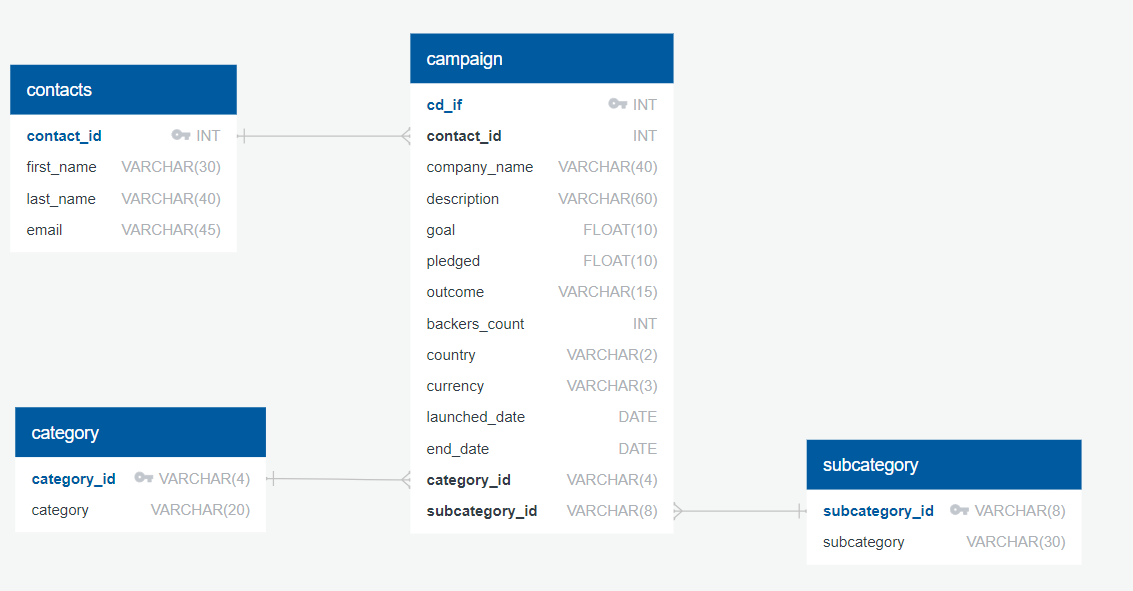 contacts
contact_id INT
first_name VARCHAR(30)
last_name VARCHAR(40)
email VARCHAR(45)
campaign
cd_if INT
contact_id INT
company_name VARCHAR(40)
description VARCHAR(60)
goal FLOAT(10)
pledged FLOAT(10)
outcome VARCHAR(15)
backers_count INT
country VARCHAR(2)
currency VARCHAR(3)
launched_date DATE
end_date DATE
category_id VARCHAR(4)
subcategory_id VARCHAR(8)
category
category_id VARCHAR(4)
category VARCHAR(20)
subcategory
subcategory_id VARCHAR(8)
subcategory VARCHAR(30)